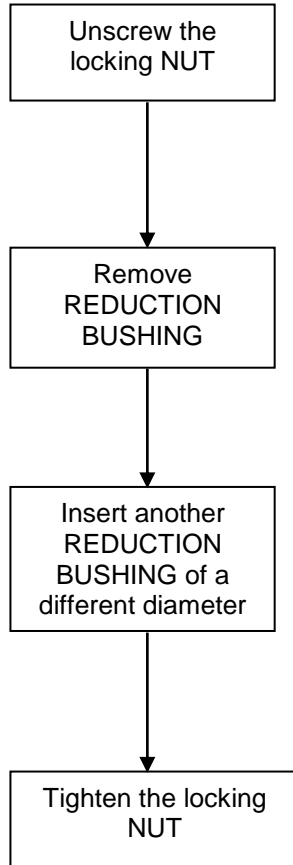 Unscrew the
locking NUT
Remove
REDUCTION
BUSHING
Insert another
REDUCTION
BUSHING of a
different diameter
Tighten the locking
NUT